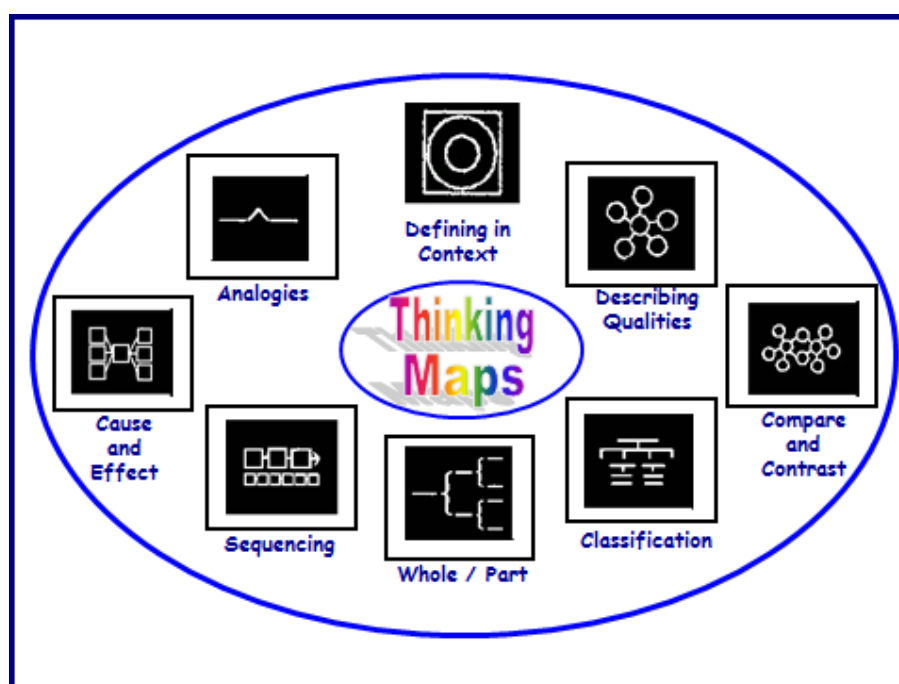 Defining in
Context
Analogies
Describing
Qualities
Thinking
Maps
Cause
and
Effect
Compare
and
Contrast
Sequencing
Classification
Whole / Part